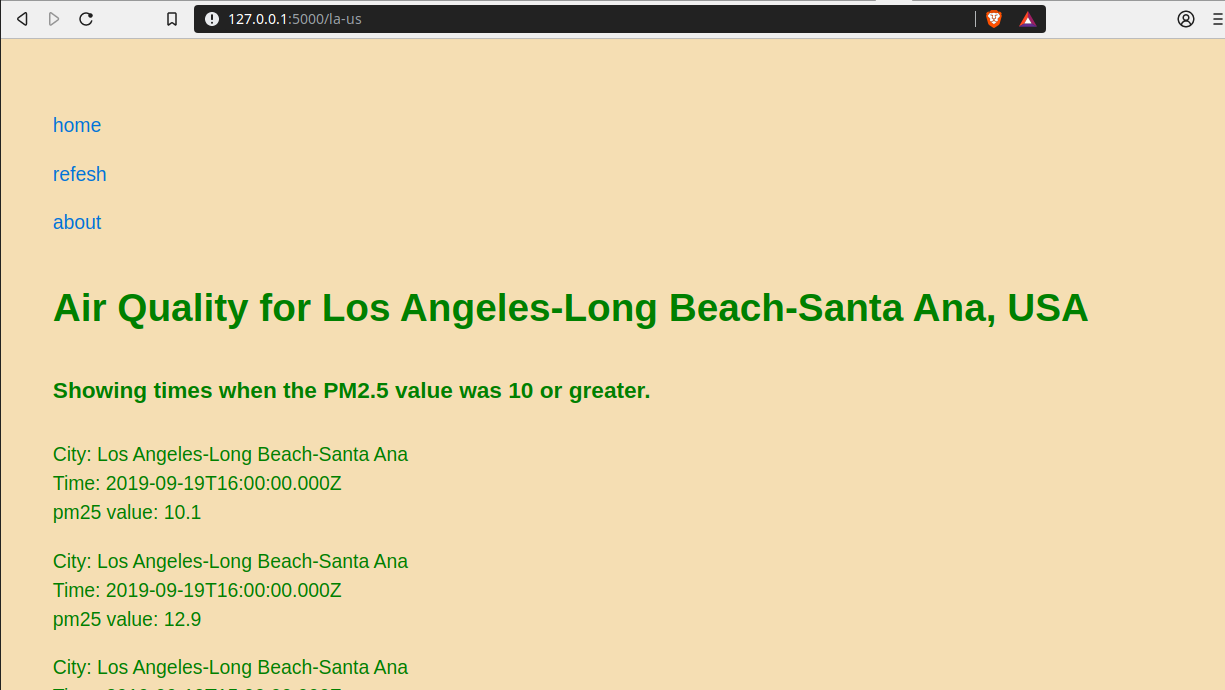 127.0.0.1:5000/la-us
home
refesh
about
Air Quality for Los Angeles-Long Beach-Santa Ana, USA
Showing times when the PM2.5 value was 10 or greater.
City: Los Angeles-Long Beach-Santa Ana
Time: 2019-09-19T16:00:00.000Z
pm25 value: 10.1
City: Los Angeles-Long Beach-Santa Ana
Time: 2019-09-19T16:00:00.000Z
pm25 value: 12.9
City: Los Angeles-Long Beach-Santa Ana